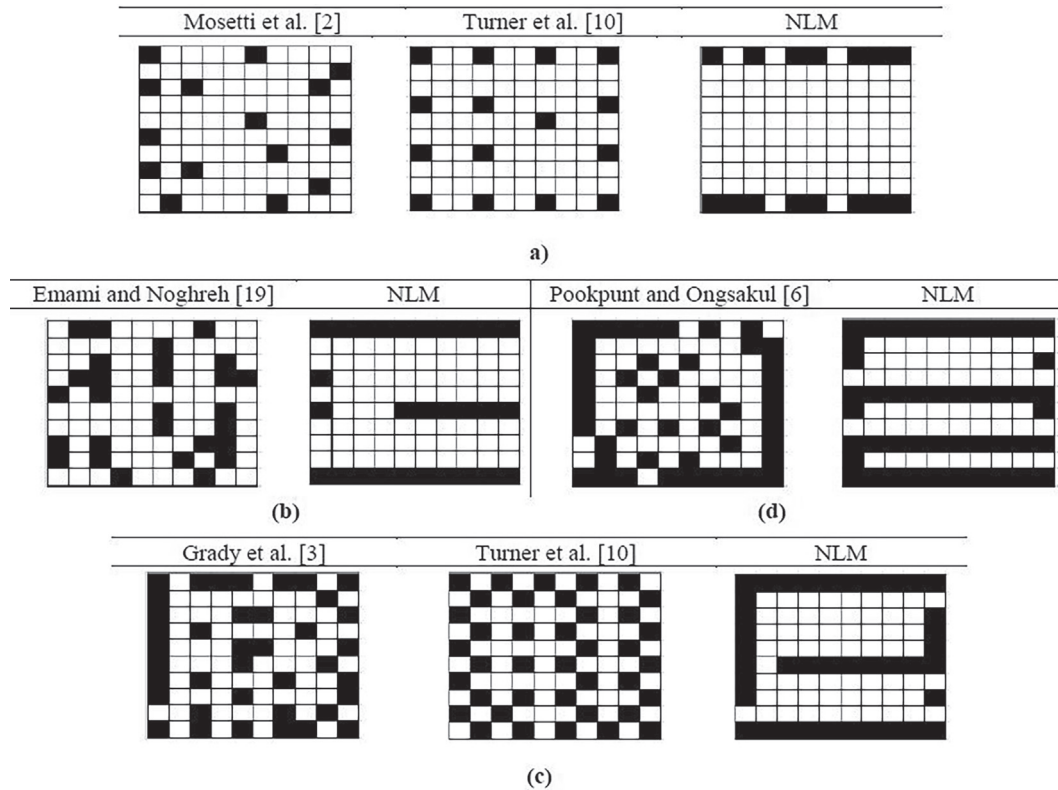 Mosetti et al. [2] Turner et al. [10] NLM
a)
Emami and Noghreh [19] NLM Pookpunt and Ongsakul [6] NLM
(b) (d)
Grady et al. [3] Turner et al. [10] NLM
(c)